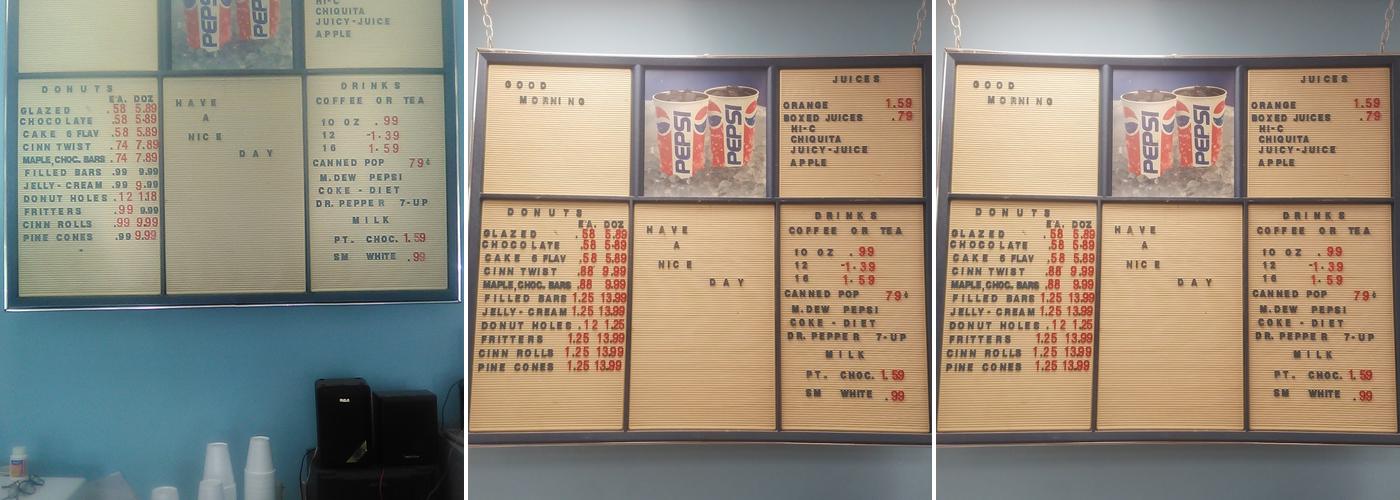 PEPSI
PEPSI
HI-C
CHIQUITA
JUICY-JUICE
APPLE
DONUTS
EA. DOZ
GLAZED .58 5.89
CHOCOLATE .58 5.89
CAKE 6 FLAV .58 5.89
CINN TWIST .74 7.89
MAPLE,CHOC. BARS .74 7.89
FILLED BARS .99 9.99
JELLY-CREAM .99 9.99
DONUT HOLES .12 1.18
FRITTERS .99 9.99
CINN ROLLS .99 9.99
PINE CONES .99 9.99
HAVE
A
NICE
DAY
DRINKS
COFFEE OR TEA
10 OZ .99
12 -1.39
16 1.59
CANNED POP 79¢
M.DEW PEPSI
COKE - DIET
DR. PEPPER 7-UP
MILK
PT. CHOC. 1.59
SM WHITE .99
RCA
GOOD
MORNING
PEPSI
PEPSI
JUICES
ORANGE 1.59
BOXED JUICES .79
HI-C
CHIQUITA
JUICY-JUICE
APPLE
DONUTS
EA. DOZ
GLAZED .58 5.89
CHOCOLATE .58 5.89
CAKE 6 FLAV .58 5.89
CINN TWIST .88 9.99
MAPLE,CHOC. BARS .88 9.99
FILLED BARS 1.25 13.99
JELLY-CREAM 1.25 13.99
DONUT HOLES .12 1.25
FRITTERS 1.25 13.99
CINN ROLLS 1.25 13.99
PINE CONES 1.25 13.99
HAVE
A
NICE
DAY
DRINKS
COFFEE OR TEA
10 OZ .99
12 -1.39
16 1.59
CANNED POP 79¢
M.DEW PEPSI
COKE - DIET
DR. PEPPER 7-UP
MILK
PT. CHOC. 1.59
SM WHITE .99
GOOD
MORNING
PEPSI
PEPSI
JUICES
ORANGE 1.59
BOXED JUICES .79
HI-C
CHIQUITA
JUICY-JUICE
APPLE
DONUTS
EA. DOZ
GLAZED .58 5.89
CHOCOLATE .58 5.89
CAKE 6 FLAV .58 5.89
CINN TWIST .88 9.99
MAPLE,CHOC. BARS .88 9.99
FILLED BARS 1.25 13.99
JELLY-CREAM 1.25 13.99
DONUT HOLES .12 1.25
FRITTERS 1.25 13.99
CINN ROLLS 1.25 13.99
PINE CONES 1.25 13.99
HAVE
A
NICE
DAY
DRINKS
COFFEE OR TEA
10 OZ .99
12 -1.39
16 1.59
CANNED POP 79¢
M.DEW PEPSI
COKE - DIET
DR. PEPPER 7-UP
MILK
PT. CHOC. 1.59
SM WHITE .99